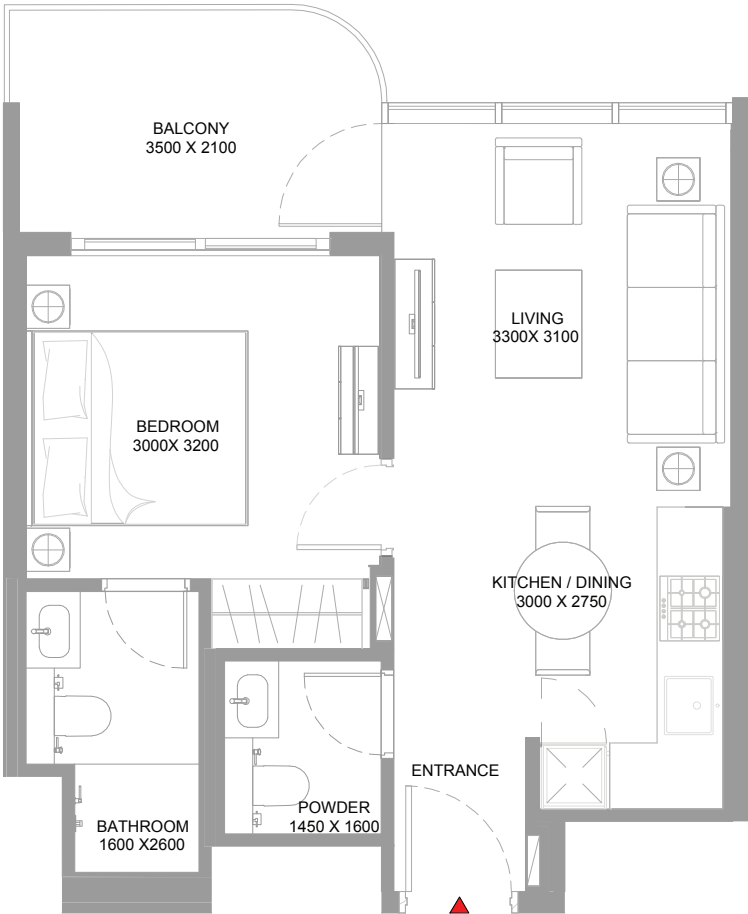 BALCONY
3500 X 2100
LIVING
3300X 3100
BEDROOM
3000X 3200
KITCHEN / DINING
3000 X 2750
ENTRANCE
POWDER
1450 X 1600
BATHROOM
1600 X2600